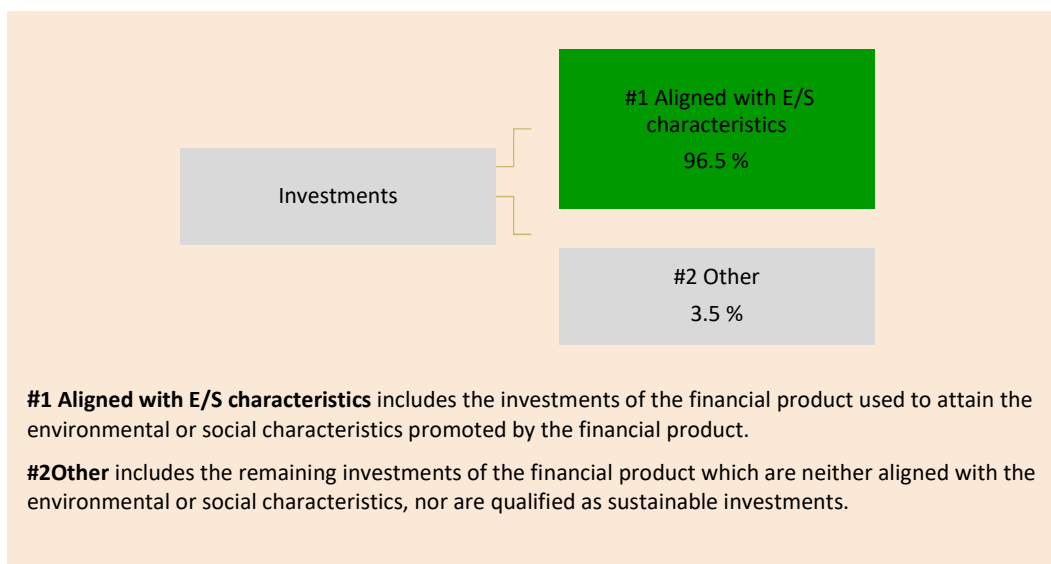 #1 Aligned with E/S
characteristics
96.5 %
Investments
#2 Other
3.5 %
#1 Aligned with E/S characteristics includes the investments of the financial product used to attain the
environmental or social characteristics promoted by the financial product.
#2Other includes the remaining investments of the financial product which are neither aligned with the
environmental or social characteristics, nor are qualified as sustainable investments.